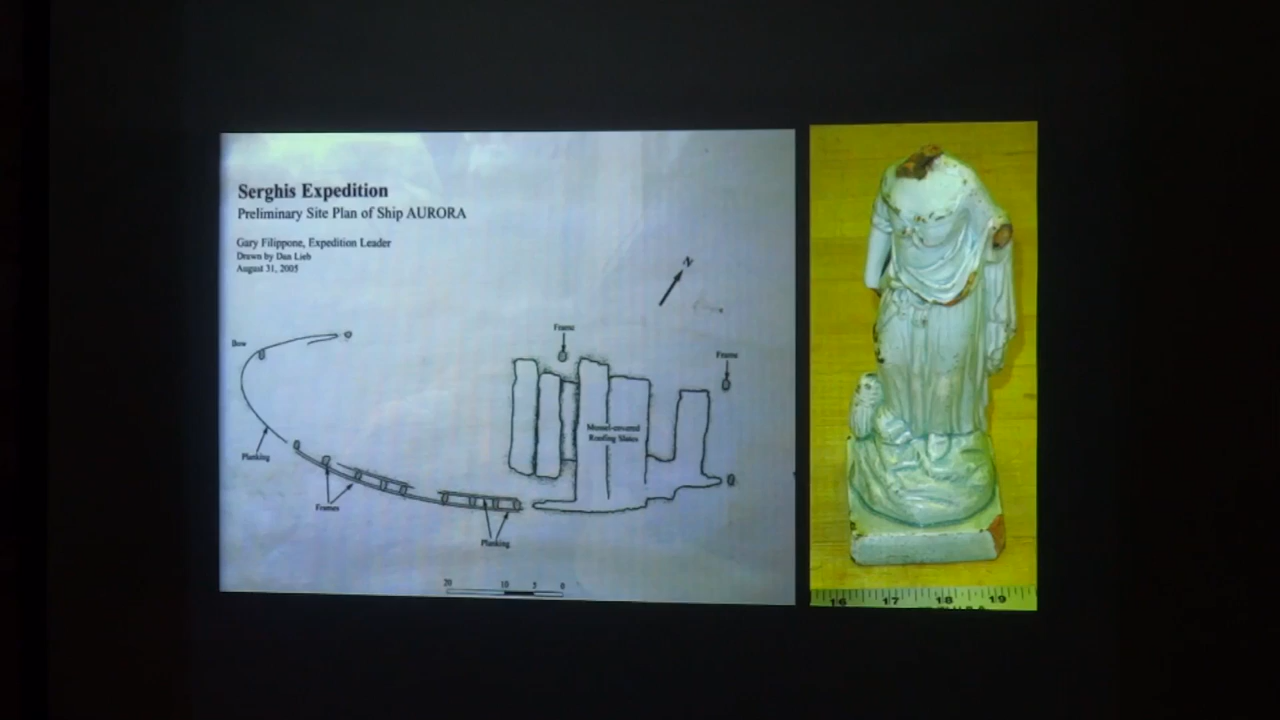 Serghis Expedition
Preliminary Site Plan of Ship AURORA
Gary Filippone, Expedition Leader
Drawn by Dan Lieb
August 31, 2005
N
Bow
Frame
Frame
Mussel-covered
Roofing Slates
Planking
Frames
Planking
20 10 5 0
16 17 18 19